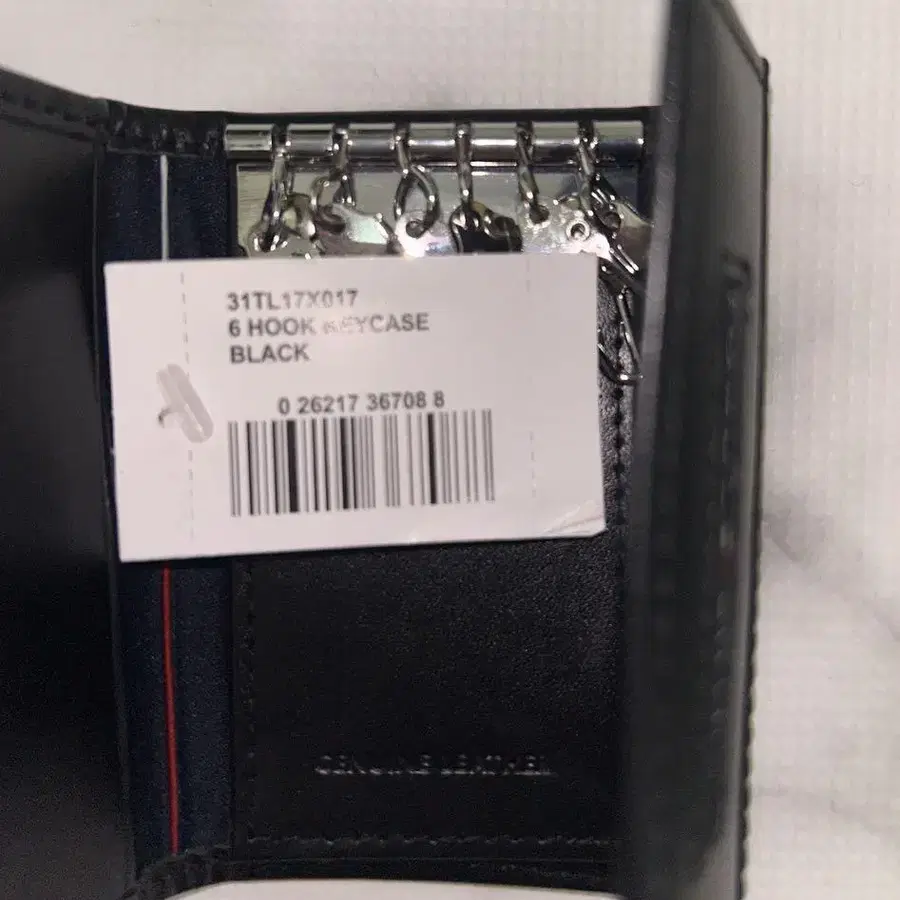 31TL17X017
6 HOOK KEYCASE
BLACK
0 26217 36708 8
GENUINE LEATHER